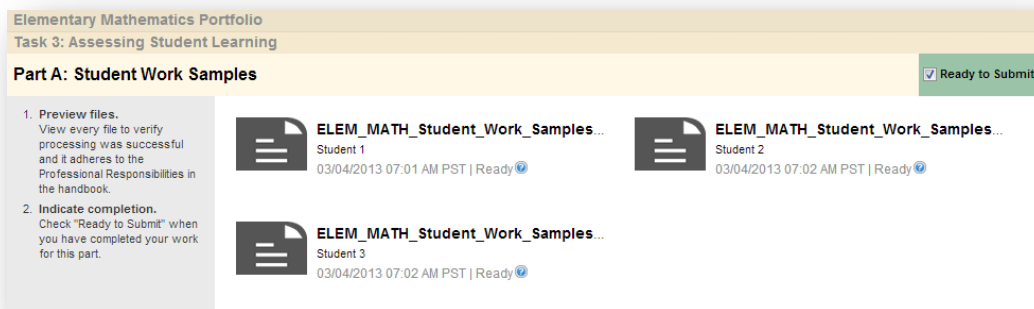 Elementary Mathematics Portfolio
Task 3: Assessing Student Learning
Part A: Student Work Samples
Ready to Submit
1. Preview files.
View every file to verify
processing was successful
and it adheres to the
Professional Responsibilities in
the handbook.
2. Indicate completion.
Check "Ready to Submit" when
you have completed your work
for this part.
ELEM_MATH_Student_Work_Samples...
Student 1
03/04/2013 07:01 AM PST | Ready
ELEM_MATH_Student_Work_Samples...
Student 2
03/04/2013 07:02 AM PST | Ready
ELEM_MATH_Student_Work_Samples...
Student 3
03/04/2013 07:02 AM PST | Ready